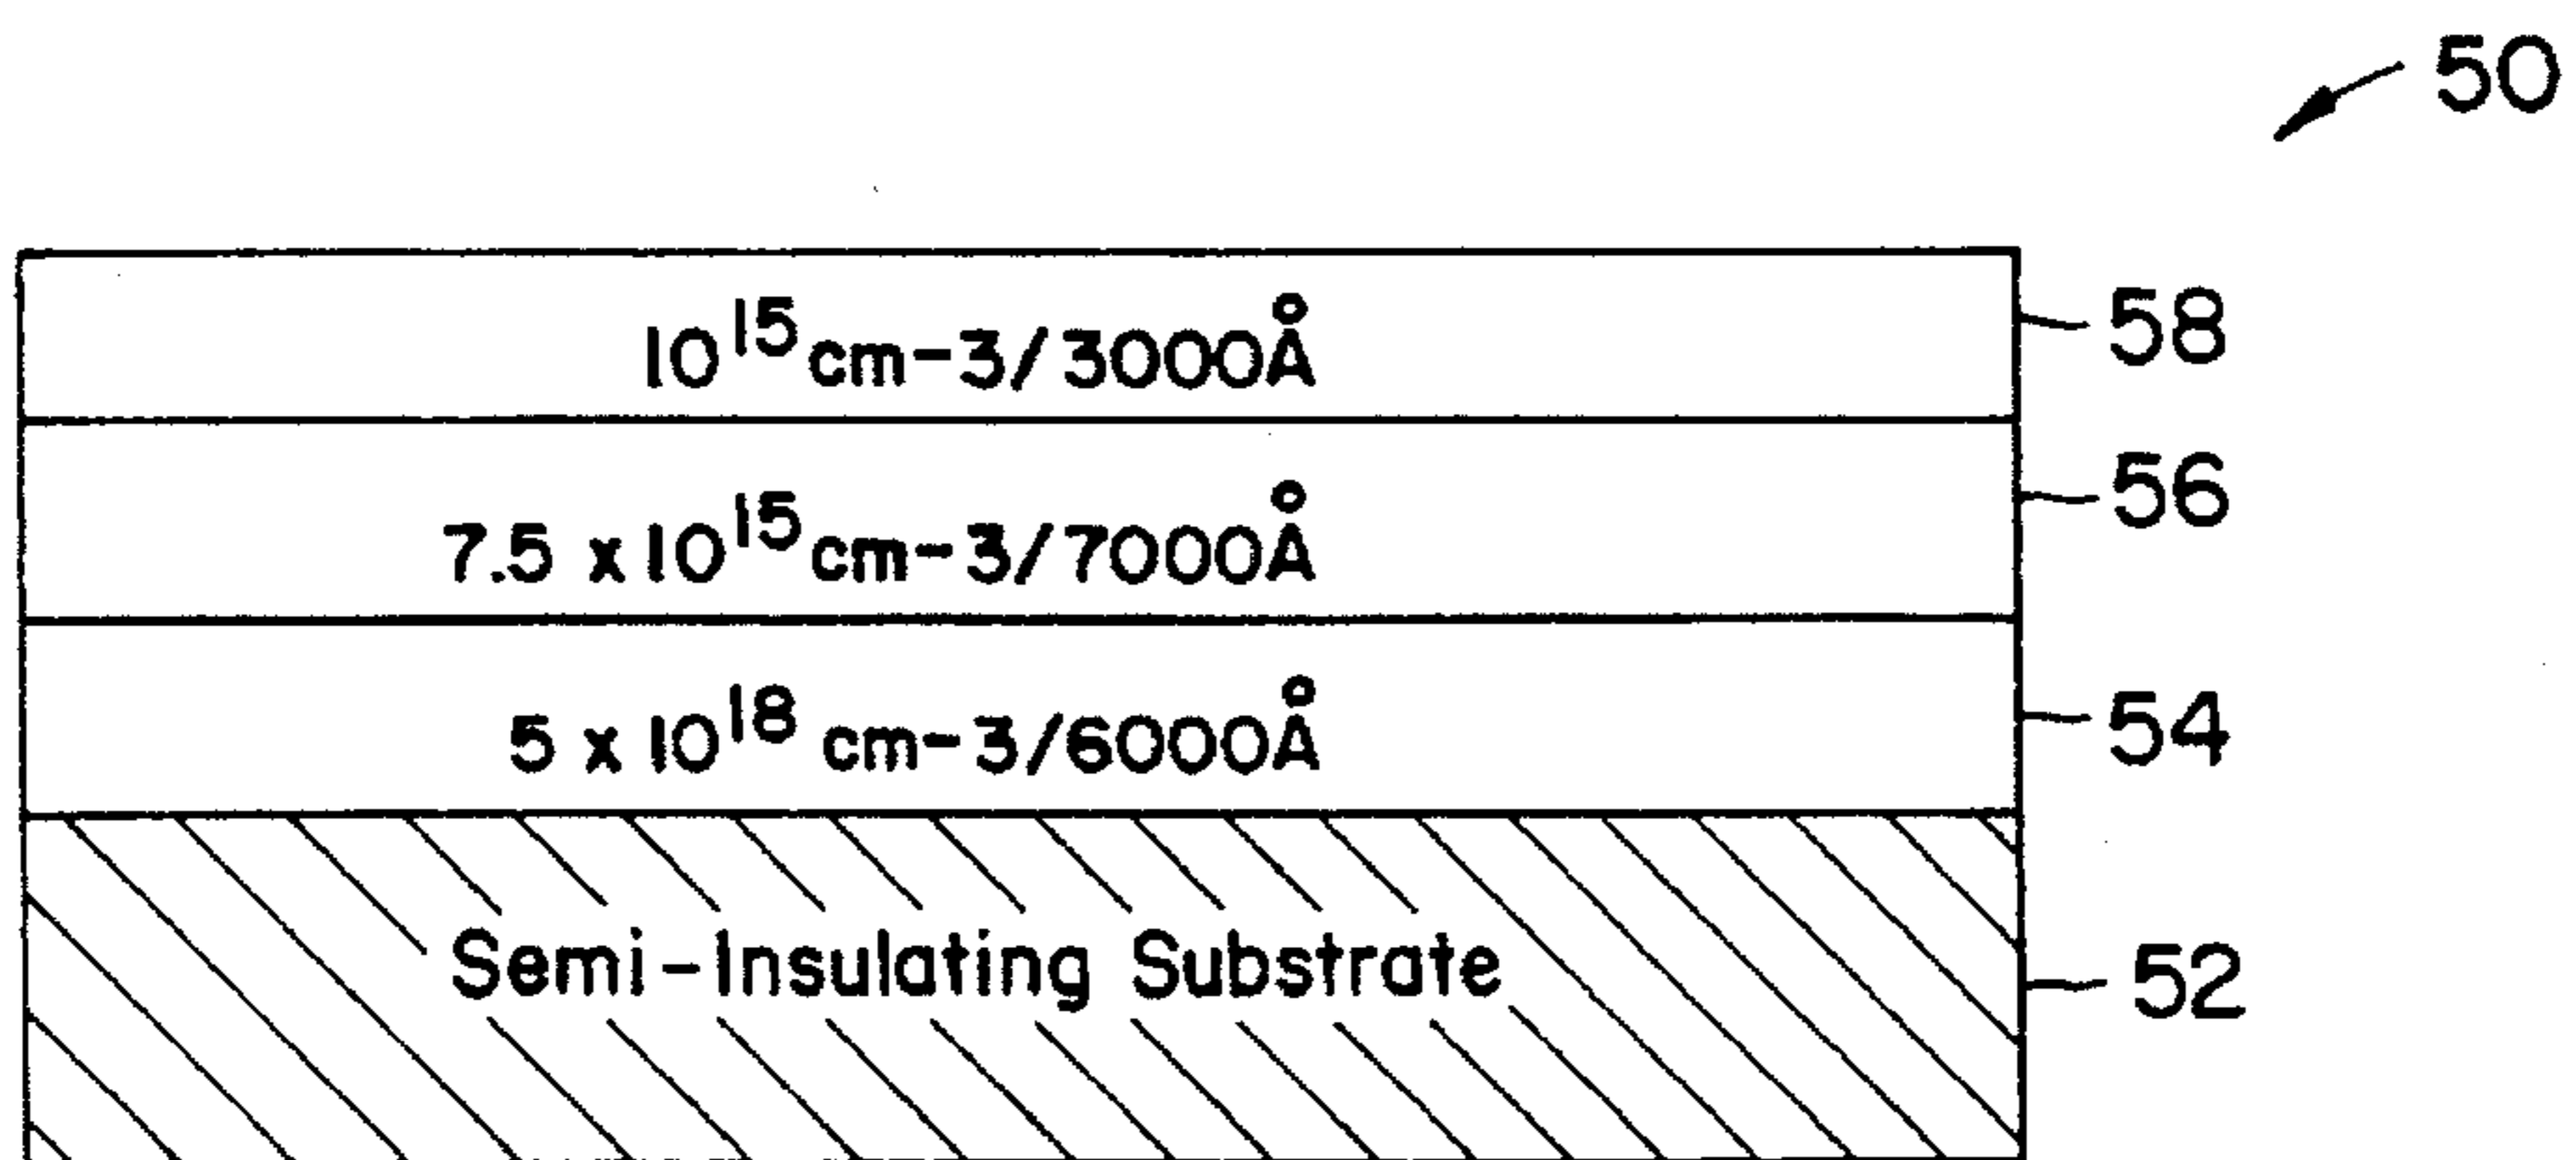 50
10¹⁵cm-3/3000Å
58
7.5 x 10¹⁵cm-3/7000Å
56
5 x 10¹⁸ cm-3/6000Å
54
Semi-Insulating Substrate
52